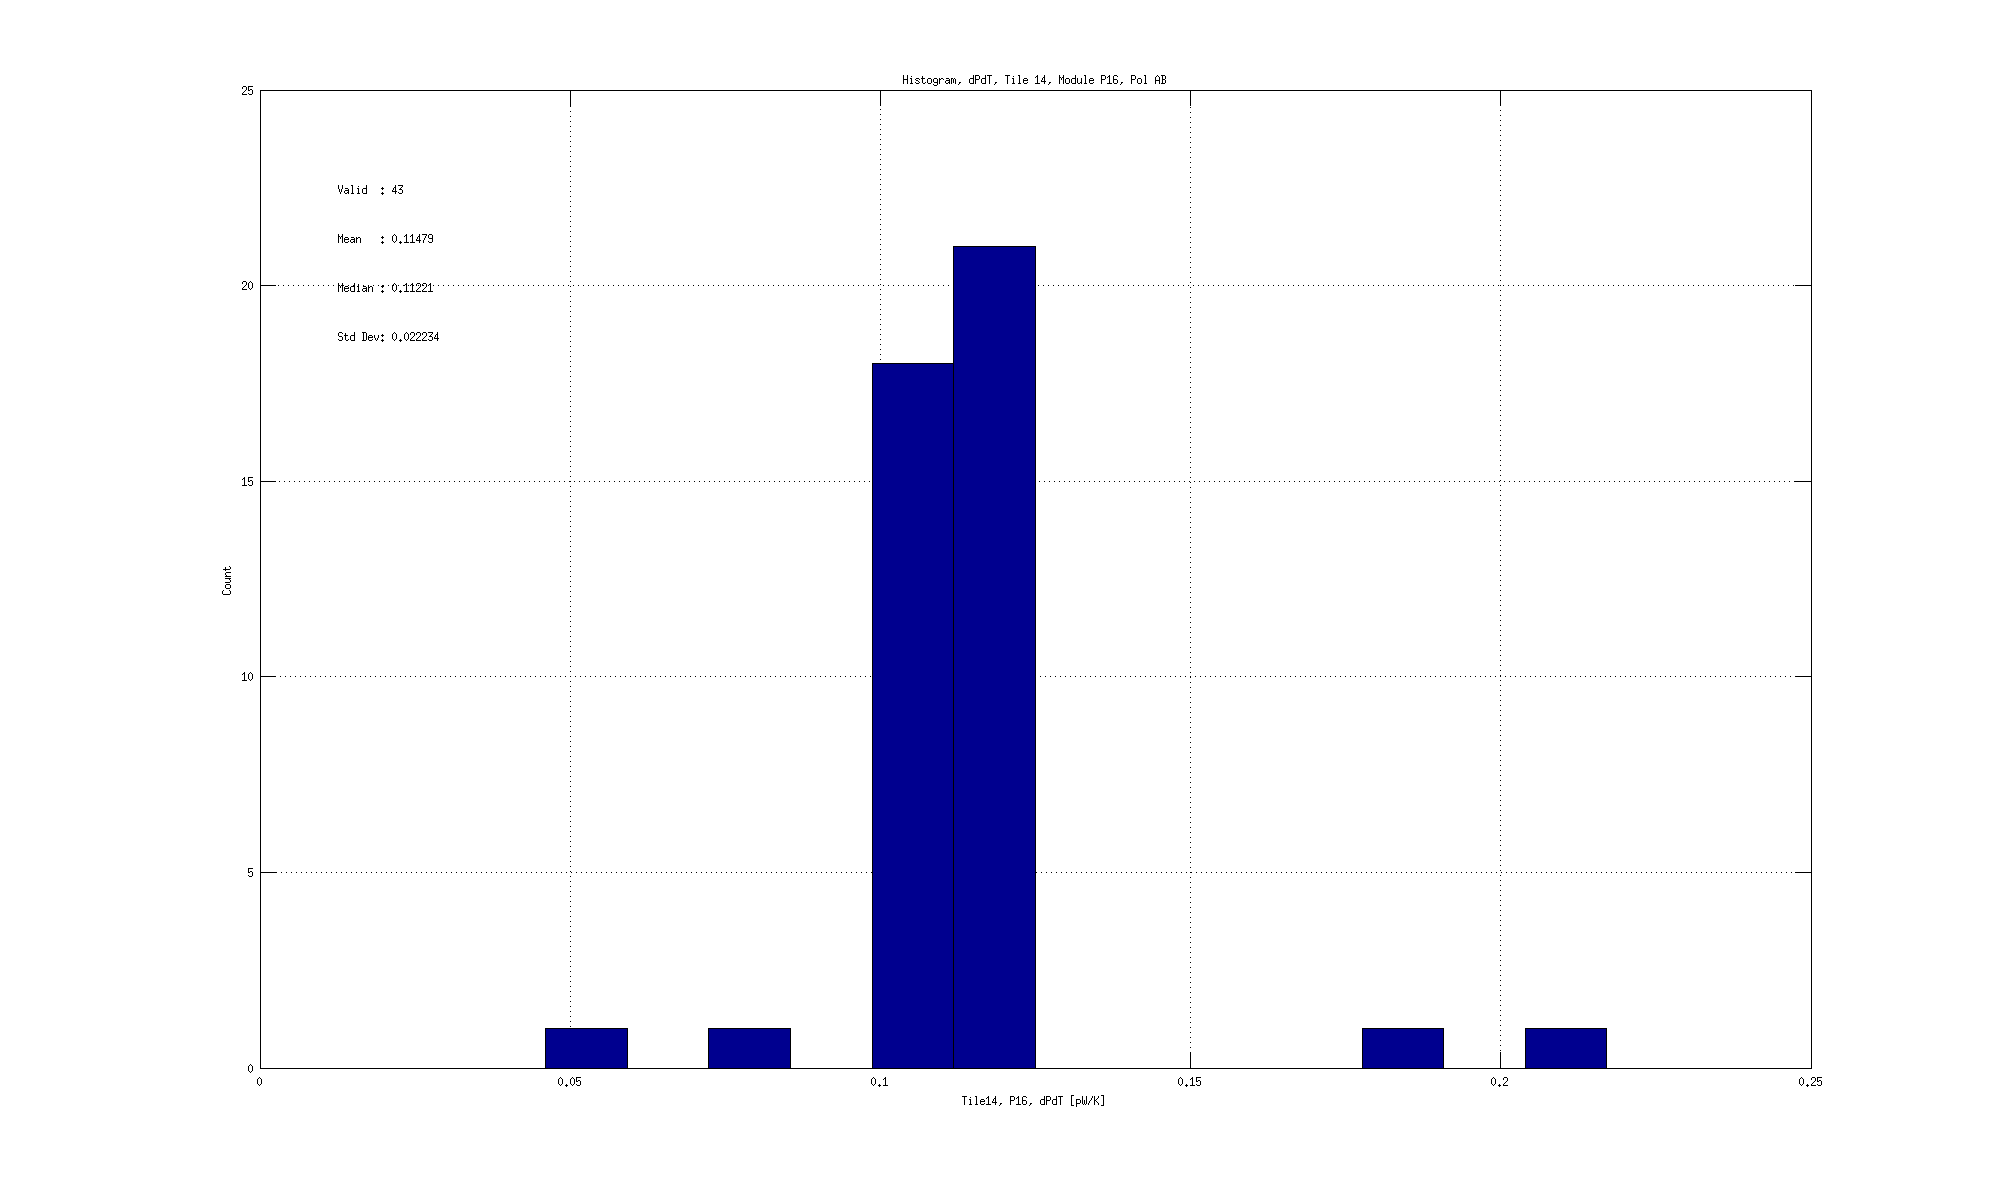 Histogram, dPdT, Tile 14, Module P16, Pol AB
25
20
15
10
5
0
Count
Valid  : 43
Mean   : 0.11479
Median : 0.11221
Std Dev: 0.022234
0 0.05 0.1 0.15 0.2 0.25
Tile14, P16, dPdT [pW/K]